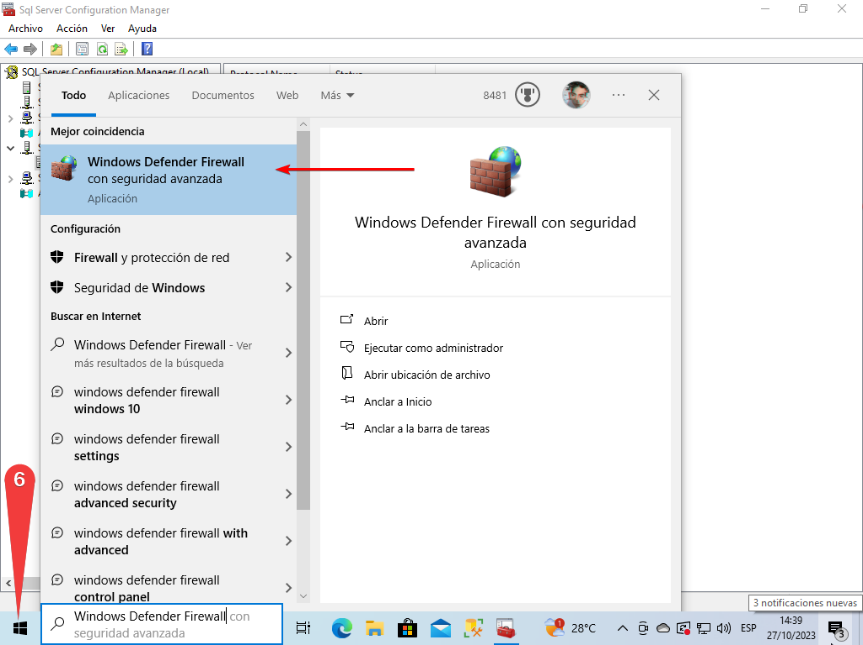 Sql Server Configuration Manager
Archivo Acción Ver Ayuda
SQL Server Configuration Manager (Local)
Protocol Name Status
Todo Aplicaciones Documentos Web Más 8481
Mejor coincidencia
Windows Defender Firewall
con seguridad avanzada
Aplicación
Configuración
Firewall y protección de red
Seguridad de Windows
Buscar en Internet
Windows Defender Firewall - Ver
más resultados de la búsqueda
windows defender firewall
windows 10
windows defender firewall
settings
windows defender firewall
advanced security
windows defender firewall with
advanced
windows defender firewall
control panel
Windows Defender Firewall con seguridad
avanzada
Aplicación
Abrir
Ejecutar como administrador
Abrir ubicación de archivo
Anclar a Inicio
Anclar a la barra de tareas
6
3 notificaciones nuevas
Windows Defender Firewall con
seguridad avanzada
28°C
ESP
14:39
27/10/2023
3